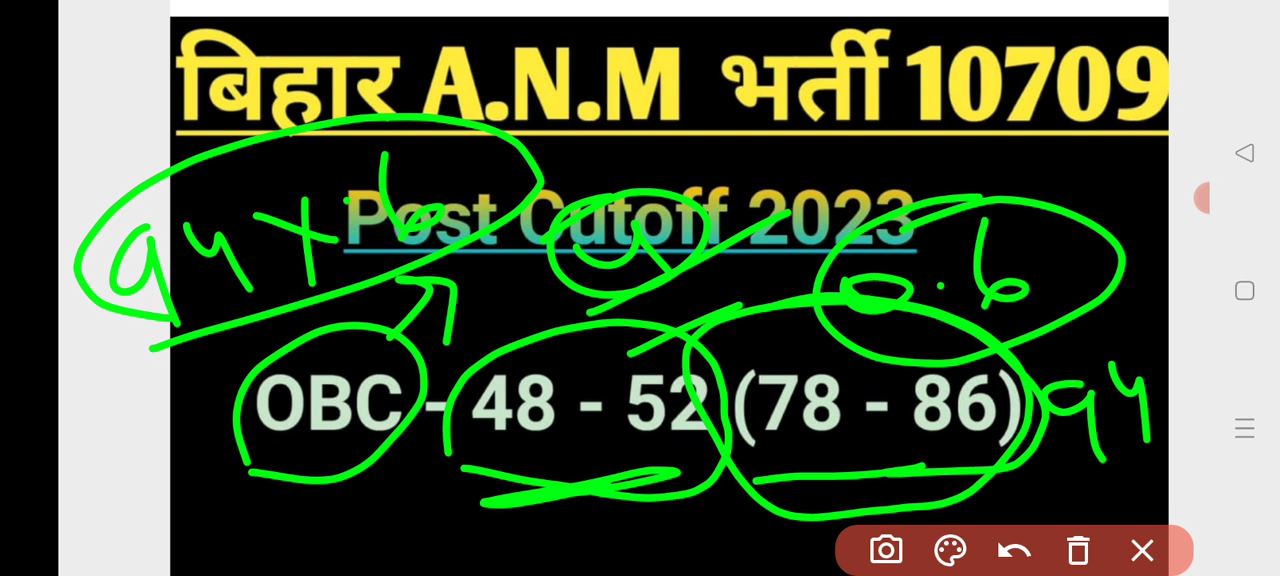 बिहार A.N.M भर्ती 10709
Post Cutoff 2023
94 x .6
0.6
OBC - 48 - 52 (78 - 86) 94